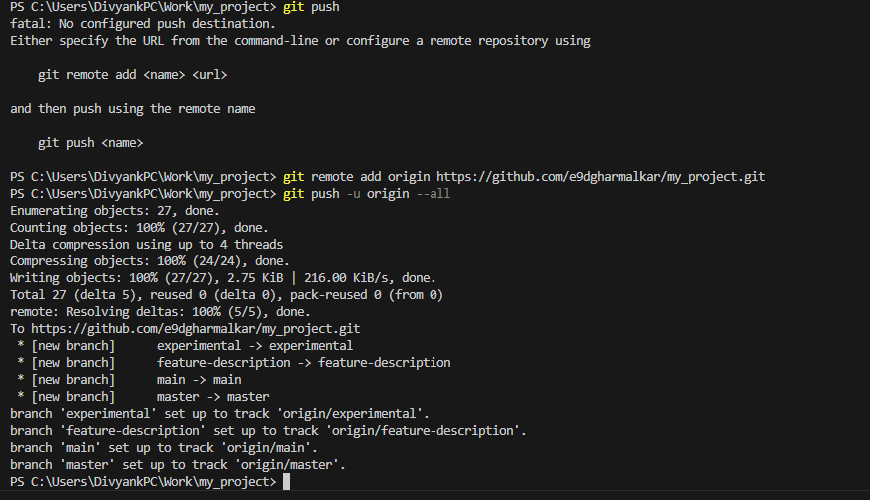 PS C:\Users\DivyankPC\Work\my_project> git push
fatal: No configured push destination.
Either specify the URL from the command-line or configure a remote repository using
    git remote add <name> <url>
and then push using the remote name
    git push <name>
PS C:\Users\DivyankPC\Work\my_project> git remote add origin https://github.com/e9dgharmalkar/my_project.git
PS C:\Users\DivyankPC\Work\my_project> git push -u origin --all
Enumerating objects: 27, done.
Counting objects: 100% (27/27), done.
Delta compression using up to 4 threads
Compressing objects: 100% (24/24), done.
Writing objects: 100% (27/27), 2.75 KiB | 216.00 KiB/s, done.
Total 27 (delta 5), reused 0 (delta 0), pack-reused 0 (from 0)
remote: Resolving deltas: 100% (5/5), done.
To https://github.com/e9dgharmalkar/my_project.git
 * [new branch]      experimental -> experimental
 * [new branch]      feature-description -> feature-description
 * [new branch]      main -> main
 * [new branch]      master -> master
branch 'experimental' set up to track 'origin/experimental'.
branch 'feature-description' set up to track 'origin/feature-description'.
branch 'main' set up to track 'origin/main'.
branch 'master' set up to track 'origin/master'.
PS C:\Users\DivyankPC\Work\my_project>